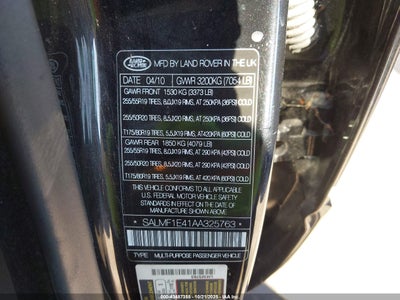 LAND ROVER
MFD BY LAND ROVER IN THE UK
DATE 04/10 GVWR 3200KG (7054 LB)
GAWR FRONT 1530 KG (3373 LB)
255/55R19 TIRES, 8.0JX19 RIMS, AT 250KPA (36PSI) COLD
255/50R20 TIRES, 8.5JX20 RIMS, AT 250KPA (36PSI) COLD
T175/80R19 TIRES, 5.5JX19 RIMS, AT420KPA (60PSI) COLD
GAWR REAR 1850 KG (4079 LB)
255/55R19 TIRES, 8.0JX19 RIMS, AT 290 KPA (42PSI) COLD
255/50R20 TIRES, 8.5JX20 RIMS, AT 290 KPA (42PSI) COLD
T175/80R19 TIRES, 5.5JX19 RIMS, AT 420 KPA (60PSI) COLD
THIS VEHICLE CONFORMS TO ALL APPLICABLE
U.S. FEDERAL MOTOR VEHICLE SAFETY
AND THEFT PREVENTION STANDARDS IN EFFECT
ON THE DATE OF MANUFACTURE SHOWN ABOVE.
SALMF1E41AA325763
TYPE: MULTI-PURPOSE PASSENGER VEHICLE